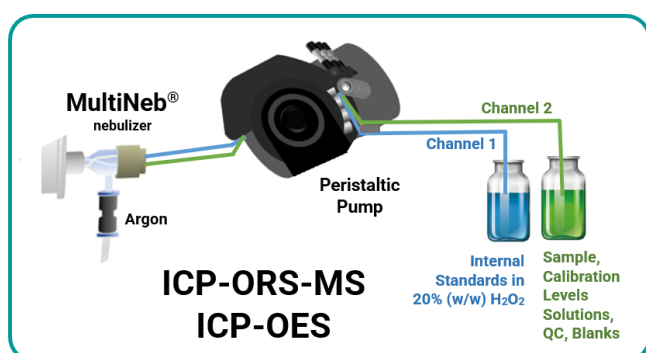 MultiNeb®
nebulizer
Argon
Peristaltic
Pump
Channel 2
Channel 1
Internal
Standards in
20% (w/w) H₂O₂
Sample,
Calibration
Levels
Solutions,
QC, Blanks
ICP-ORS-MS
ICP-OES